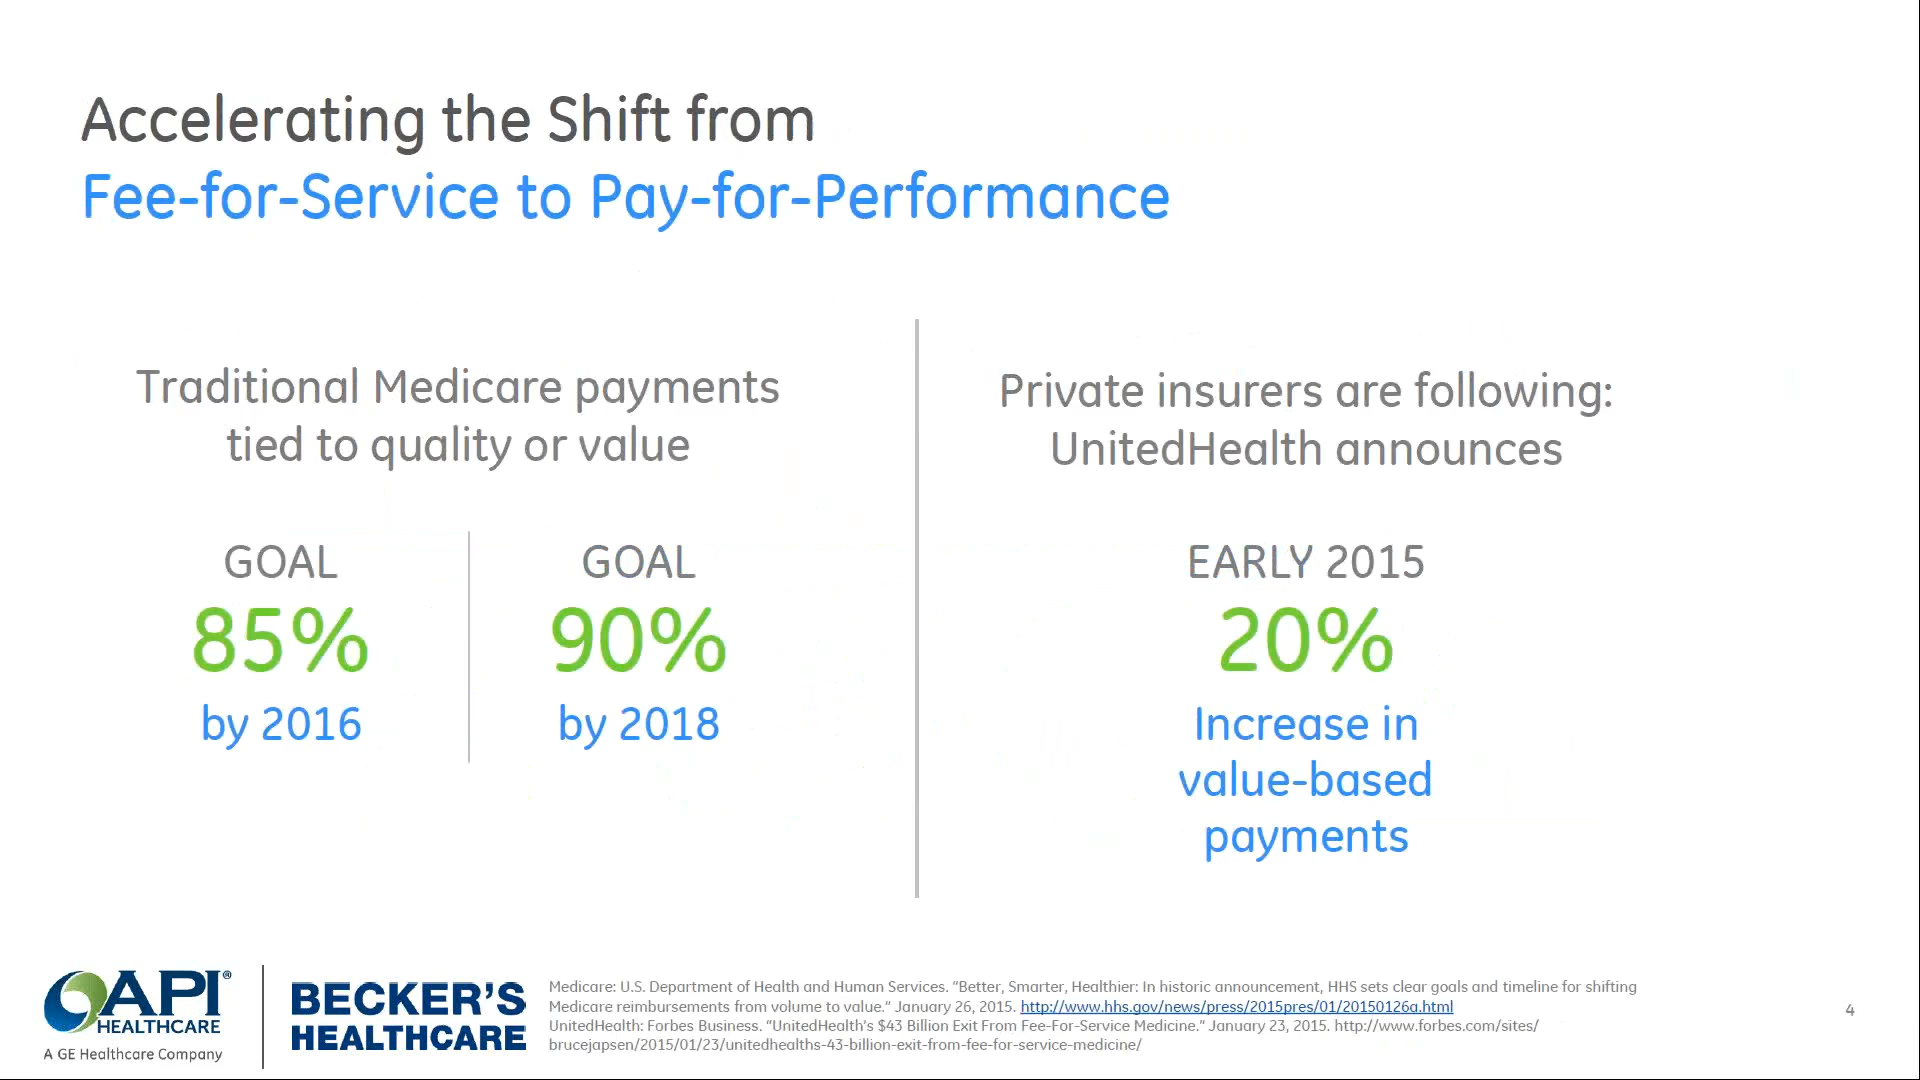 Accelerating the Shift from
Fee-for-Service to Pay-for-Performance
Traditional Medicare payments
tied to quality or value
GOAL
85%
by 2016
GOAL
90%
by 2018
Private insurers are following:
UnitedHealth announces
EARLY 2015
20%
Increase in
value-based
payments
API®
HEALTHCARE
A GE Healthcare Company
BECKER'S
HEALTHCARE
Medicare: U.S. Department of Health and Human Services. "Better, Smarter, Healthier: In historic announcement, HHS sets clear goals and timeline for shifting
Medicare reimbursements from volume to value." January 26, 2015. http://www.hhs.gov/news/press/2015pres/01/20150126a.html
UnitedHealth: Forbes Business. "UnitedHealth's $43 Billion Exit From Fee-For-Service Medicine." January 23, 2015. http://www.forbes.com/sites/
brucejapsen/2015/01/23/unitedhealths-43-billion-exit-from-fee-for-service-medicine/
4